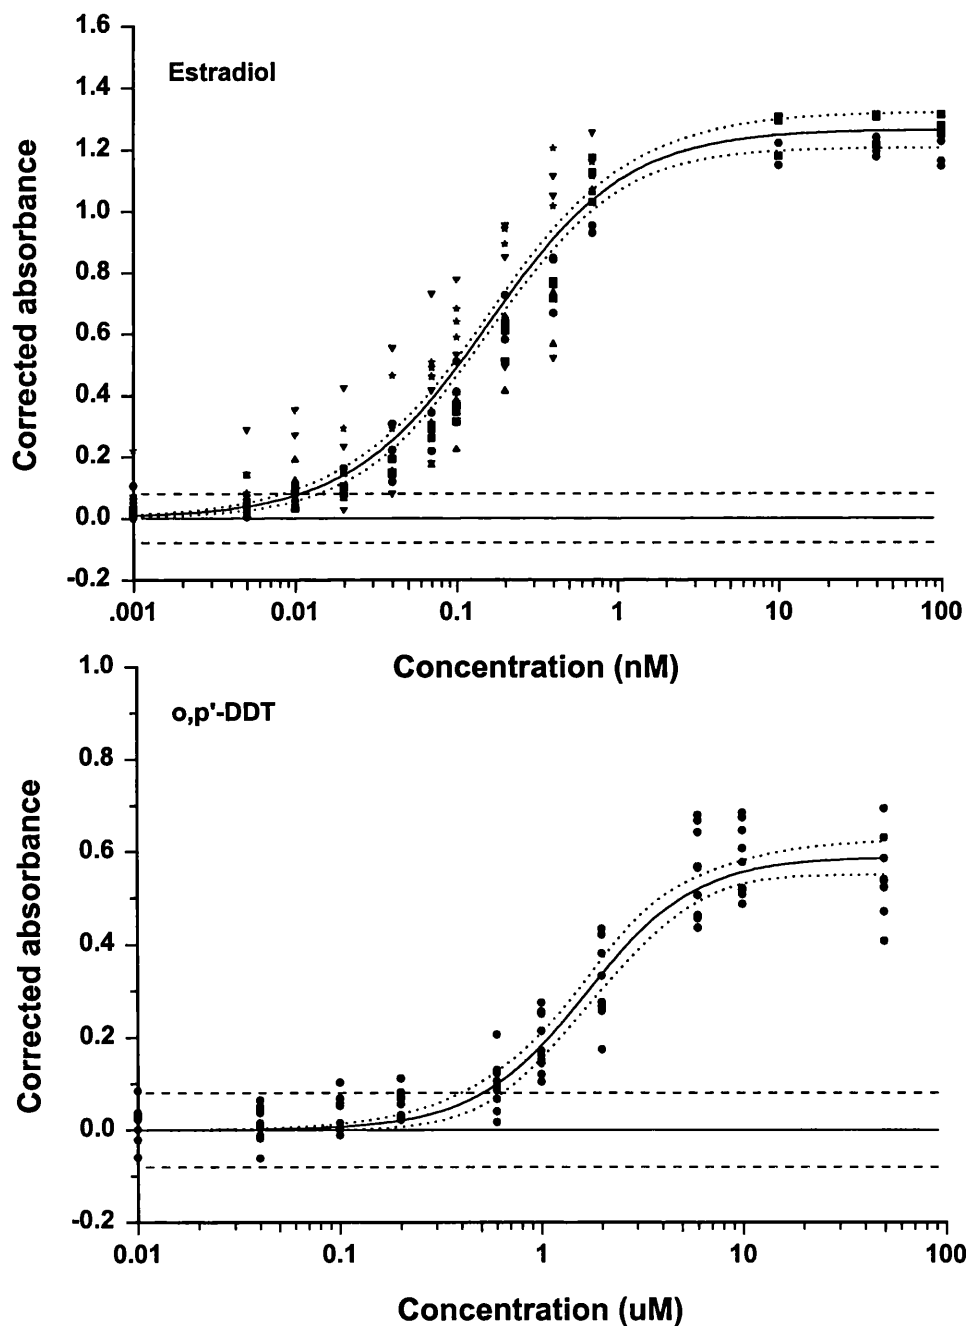 1.6
Estradiol
1.4
1.2
1.0
0.8
0.6
0.4
0.2
0.0
-0.2
Corrected absorbance
.001 0.01 0.1 1 10 100
Concentration (nM)
1.0
o,p'-DDT
0.8
0.6
0.4
0.2
0.0
-0.2
Corrected absorbance
0.01 0.1 1 10 100
Concentration (uM)